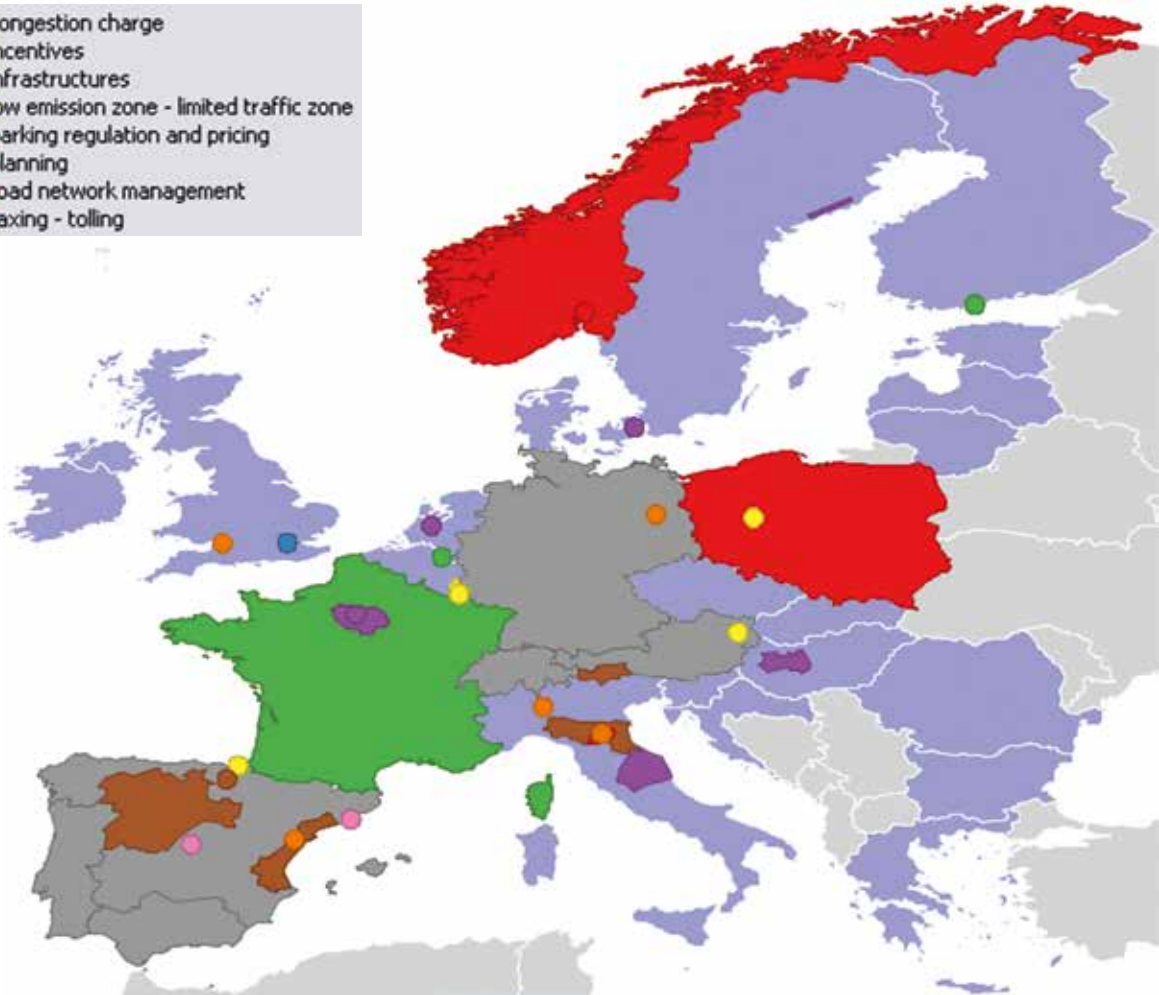 ongestion charge
ncentives
nfrastructures
ow emission zone - limited traffic zone
arking regulation and pricing
lanning
oad network management
axing - tolling